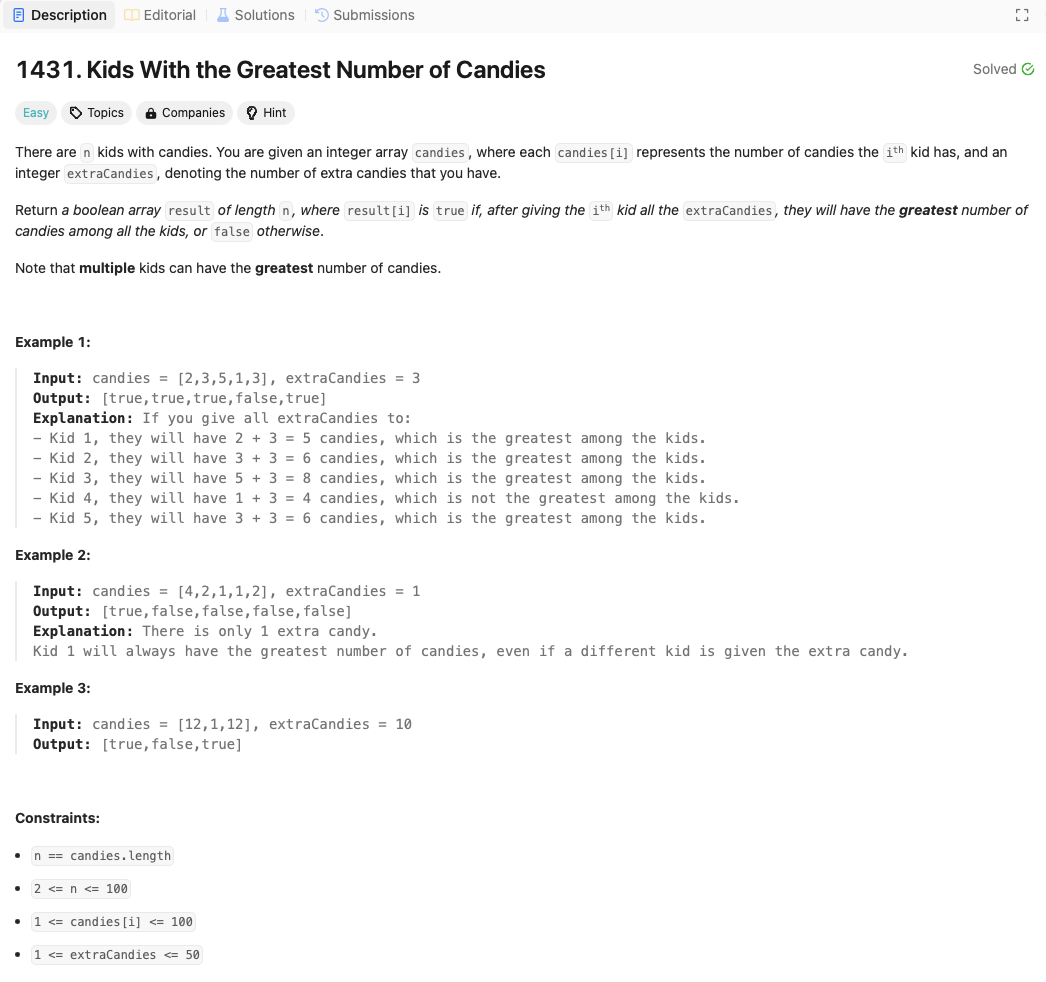 Description Editorial Solutions Submissions
1431. Kids With the Greatest Number of Candies Solved
Easy Topics Companies Hint
There are n kids with candies. You are given an integer array candies, where each candies[i] represents the number of candies the ith kid has, and an
integer extraCandies, denoting the number of extra candies that you have.
Return a boolean array result of length n, where result[i] is true if, after giving the ith kid all the extraCandies, they will have the greatest number of
candies among all the kids, or false otherwise.
Note that multiple kids can have the greatest number of candies.
Example 1:
Input: candies = [2,3,5,1,3], extraCandies = 3
Output: [true,true,true,false,true]
Explanation: If you give all extraCandies to:
- Kid 1, they will have 2 + 3 = 5 candies, which is the greatest among the kids.
- Kid 2, they will have 3 + 3 = 6 candies, which is the greatest among the kids.
- Kid 3, they will have 5 + 3 = 8 candies, which is the greatest among the kids.
- Kid 4, they will have 1 + 3 = 4 candies, which is not the greatest among the kids.
- Kid 5, they will have 3 + 3 = 6 candies, which is the greatest among the kids.
Example 2:
Input: candies = [4,2,1,1,2], extraCandies = 1
Output: [true,false,false,false,false]
Explanation: There is only 1 extra candy.
Kid 1 will always have the greatest number of candies, even if a different kid is given the extra candy.
Example 3:
Input: candies = [12,1,12], extraCandies = 10
Output: [true,false,true]
Constraints:
• n == candies.length
• 2 <= n <= 100
• 1 <= candies[i] <= 100
• 1 <= extraCandies <= 50